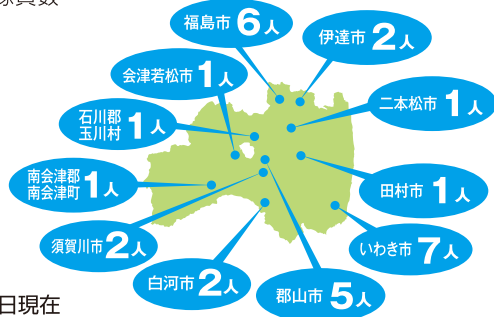 隊員数
福島市 6人
伊達市 2人
会津若松市 1人
二本松市 1人
石川郡
玉川村 1人
南会津郡
南会津町 1人
田村市 1人
須賀川市 2人
いわき市 7人
白河市 2人
郡山市 5人
日現在